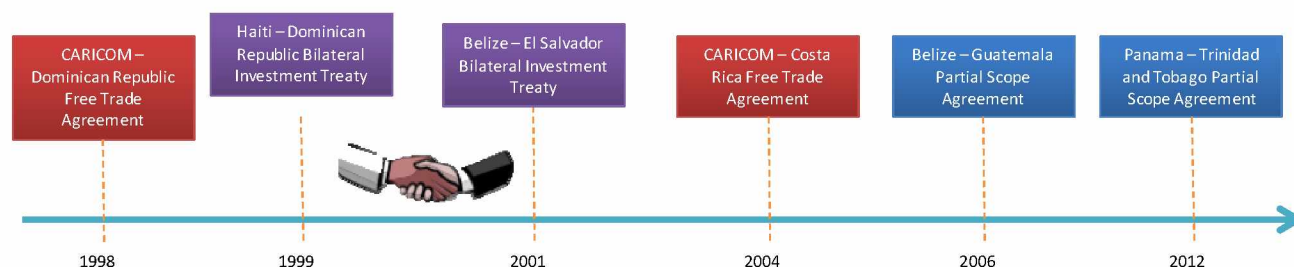 CARICOM –
Dominican Republic
Free Trade
Agreement
Haiti – Dominican
Republic Bilateral
Investment Treaty
Belize – El Salvador
Bilateral Investment
Treaty
CARICOM – Costa
Rica Free Trade
Agreement
Belize – Guatemala
Partial Scope
Agreement
Panama – Trinidad
and Tobago Partial
Scope Agreement
1998
1999
2001
2004
2006
2012